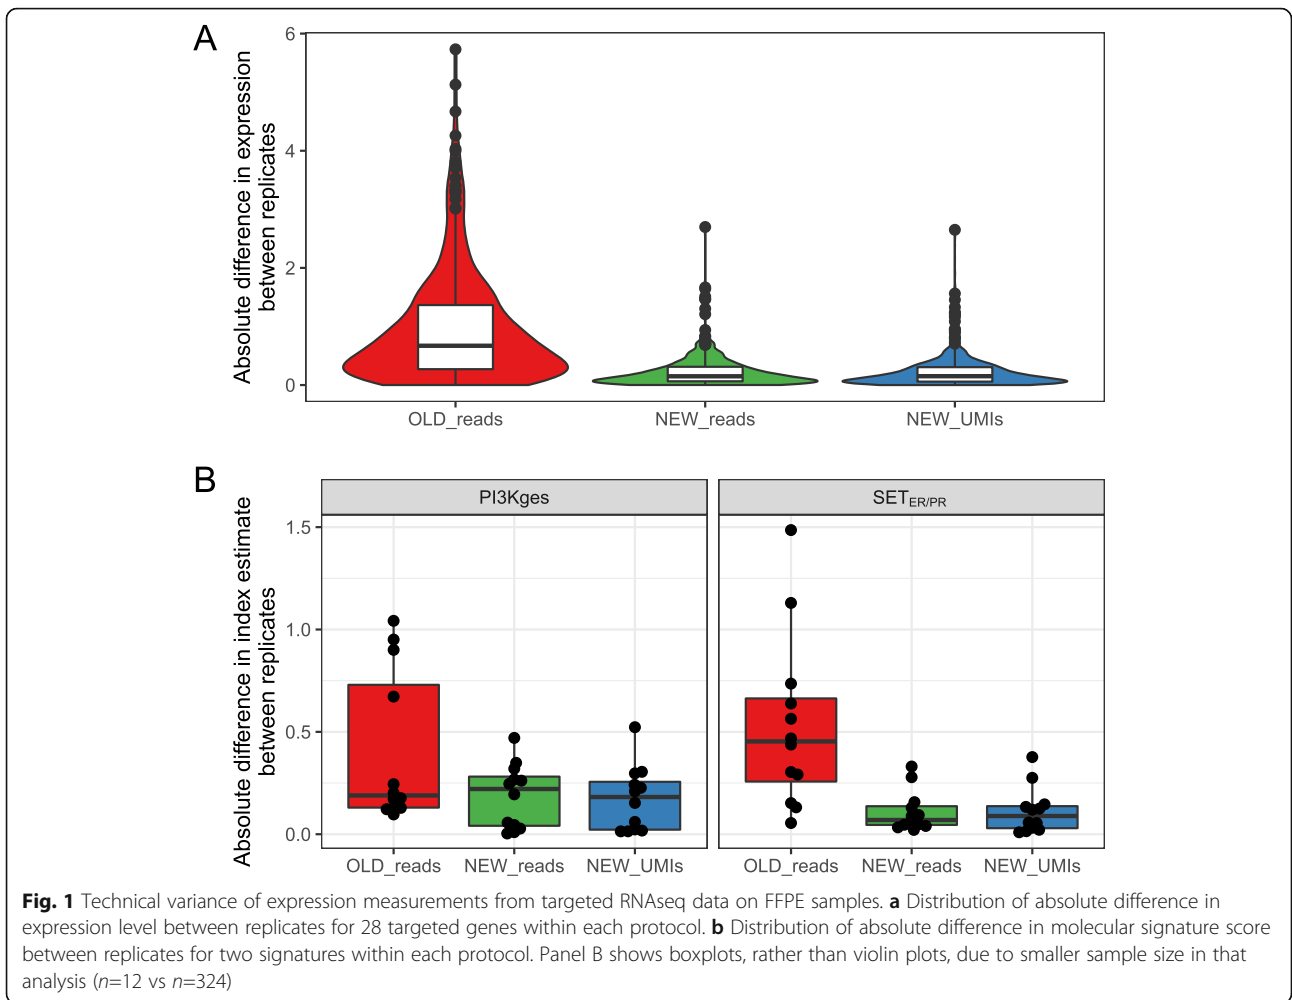 A
Absolute difference in expression
between replicates
6
4
2
0
OLD_reads NEW_reads NEW_UMIs
B
Absolute difference in index estimate
between replicates
PI3Kges SETER/PR
1.5
1.0
0.5
0.0
OLD_reads NEW_reads NEW_UMIs OLD_reads NEW_reads NEW_UMIs
Fig. 1 Technical variance of expression measurements from targeted RNAseq data on FFPE samples. a Distribution of absolute difference in
expression level between replicates for 28 targeted genes within each protocol. b Distribution of absolute difference in molecular signature score
between replicates for two signatures within each protocol. Panel B shows boxplots, rather than violin plots, due to smaller sample size in that
analysis (n=12 vs n=324)